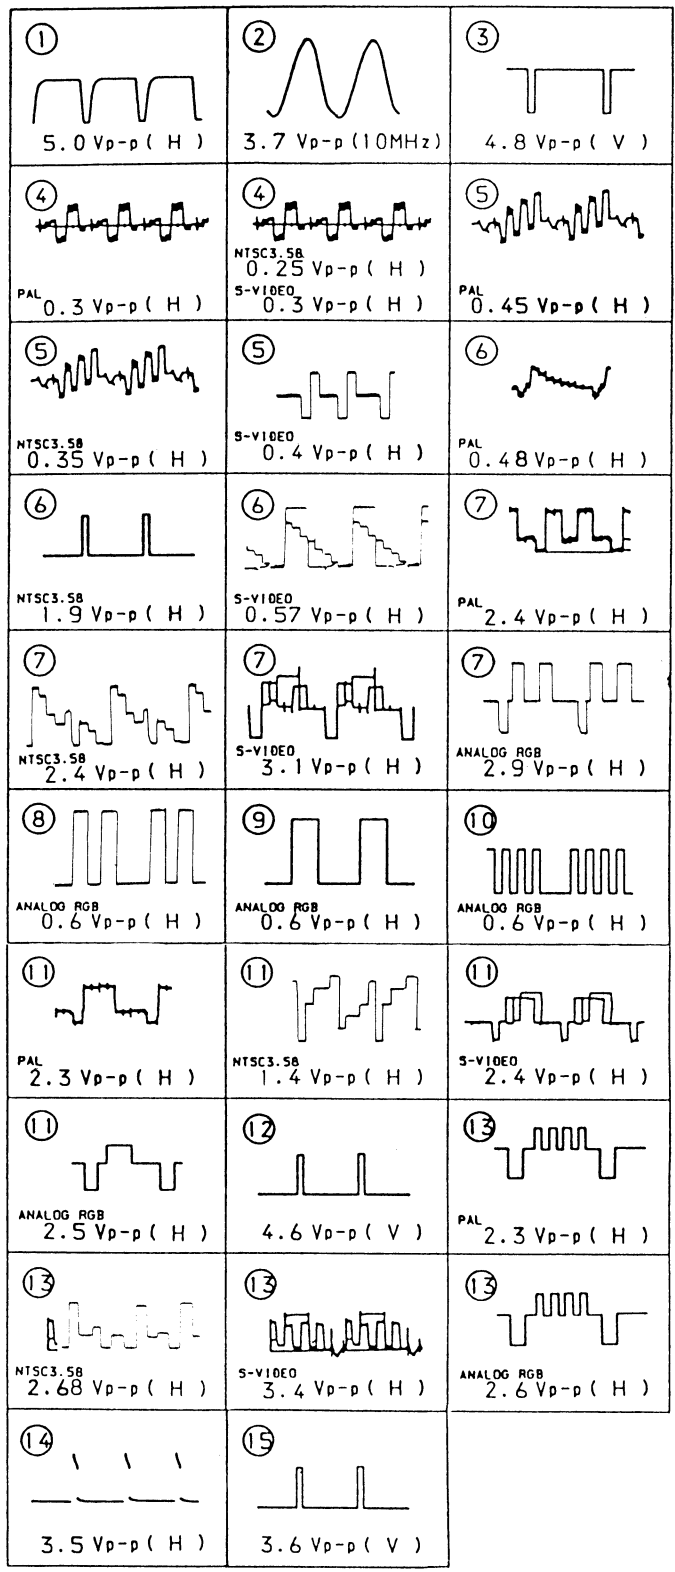 ①
5.0 Vp-p ( H )
②
3.7 Vp-p (10MHz)
③
4.8 Vp-p ( V )
④
PAL 0.3 Vp-p ( H )
④
NTSC3.58
0.25 Vp-p ( H )
S-VIDEO
0.3 Vp-p ( H )
⑤
PAL 0.45 Vp-p ( H )
⑤
NTSC3.58
0.35 Vp-p ( H )
⑤
S-VIDEO
0.4 Vp-p ( H )
⑥
PAL 0.48 Vp-p ( H )
⑥
NTSC3.58
1.9 Vp-p ( H )
⑥
S-VIDEO
0.57 Vp-p ( H )
⑦
PAL 2.4 Vp-p ( H )
⑦
NTSC3.58
2.4 Vp-p ( H )
⑦
S-VIDEO
3.1 Vp-p ( H )
⑦
ANALOG RGB
2.9 Vp-p ( H )
⑧
ANALOG RGB
0.6 Vp-p ( H )
⑨
ANALOG RGB
0.6 Vp-p ( H )
⑩
ANALOG RGB
0.6 Vp-p ( H )
⑪
PAL
2.3 Vp-p ( H )
⑪
NTSC3.58
1.4 Vp-p ( H )
⑪
S-VIDEO
2.4 Vp-p ( H )
⑪
ANALOG RGB
2.5 Vp-p ( H )
⑫
4.6 Vp-p ( V )
⑬
PAL 2.3 Vp-p ( H )
⑬
NTSC3.58
2.68 Vp-p ( H )
⑬
S-VIDEO
3.4 Vp-p ( H )
⑬
ANALOG RGB
2.6 Vp-p ( H )
⑭
3.5 Vp-p ( H )
⑮
3.6 Vp-p ( V )